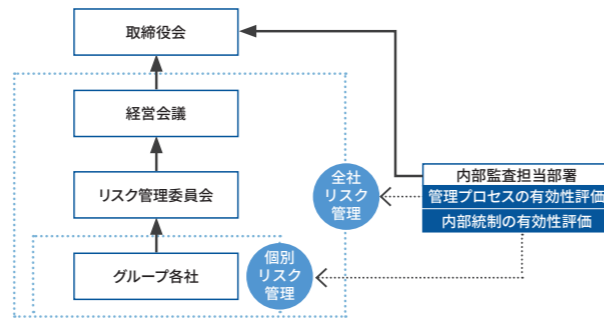 取締役会
経営会議
リスク管理委員会
グループ各社
全社
リスク
管理
個別
リスク
管理
内部監査担当部署
管理プロセスの有効性評価
内部統制の有効性評価